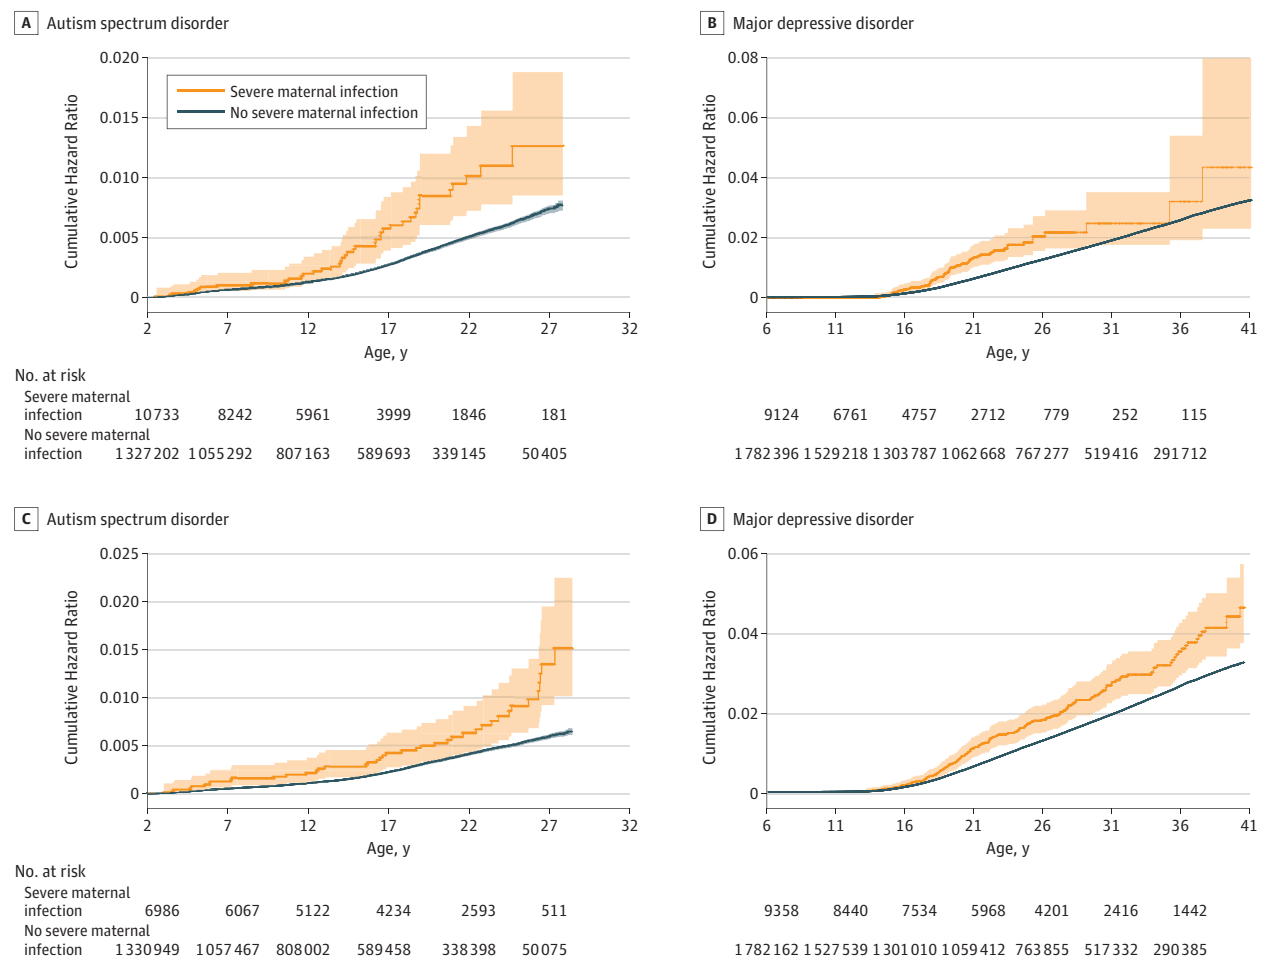 A Autism spectrum disorder
0.020
0.015
0.010
0.005
0
Cumulative Hazard Ratio
Severe maternal infection
No severe maternal infection
2 7 12 17 22 27 32
Age, y
B Major depressive disorder
0.08
0.06
0.04
0.02
0
Cumulative Hazard Ratio
6 11 16 21 26 31 36 41
Age, y
No. at risk
Severe maternal
infection 10733 8242 5961 3999 1846 181 9124 6761 4757 2712 779 252 115
No severe maternal
infection 1327202 1055292 807163 589693 339145 50405 1782396 1529218 1303787 1062668 767277 519416 291712
C Autism spectrum disorder
0.025
0.020
0.015
0.010
0.005
0
Cumulative Hazard Ratio
2 7 12 17 22 27 32
Age, y
D Major depressive disorder
0.06
0.04
0.02
0
Cumulative Hazard Ratio
6 11 16 21 26 31 36 41
Age, y
No. at risk
Severe maternal
infection 6986 6067 5122 4234 2593 511 9358 8440 7534 5968 4201 2416 1442
No severe maternal
infection 1330949 1057467 808002 589458 338398 50075 1782162 1527539 1301010 1059412 763855 517332 290385